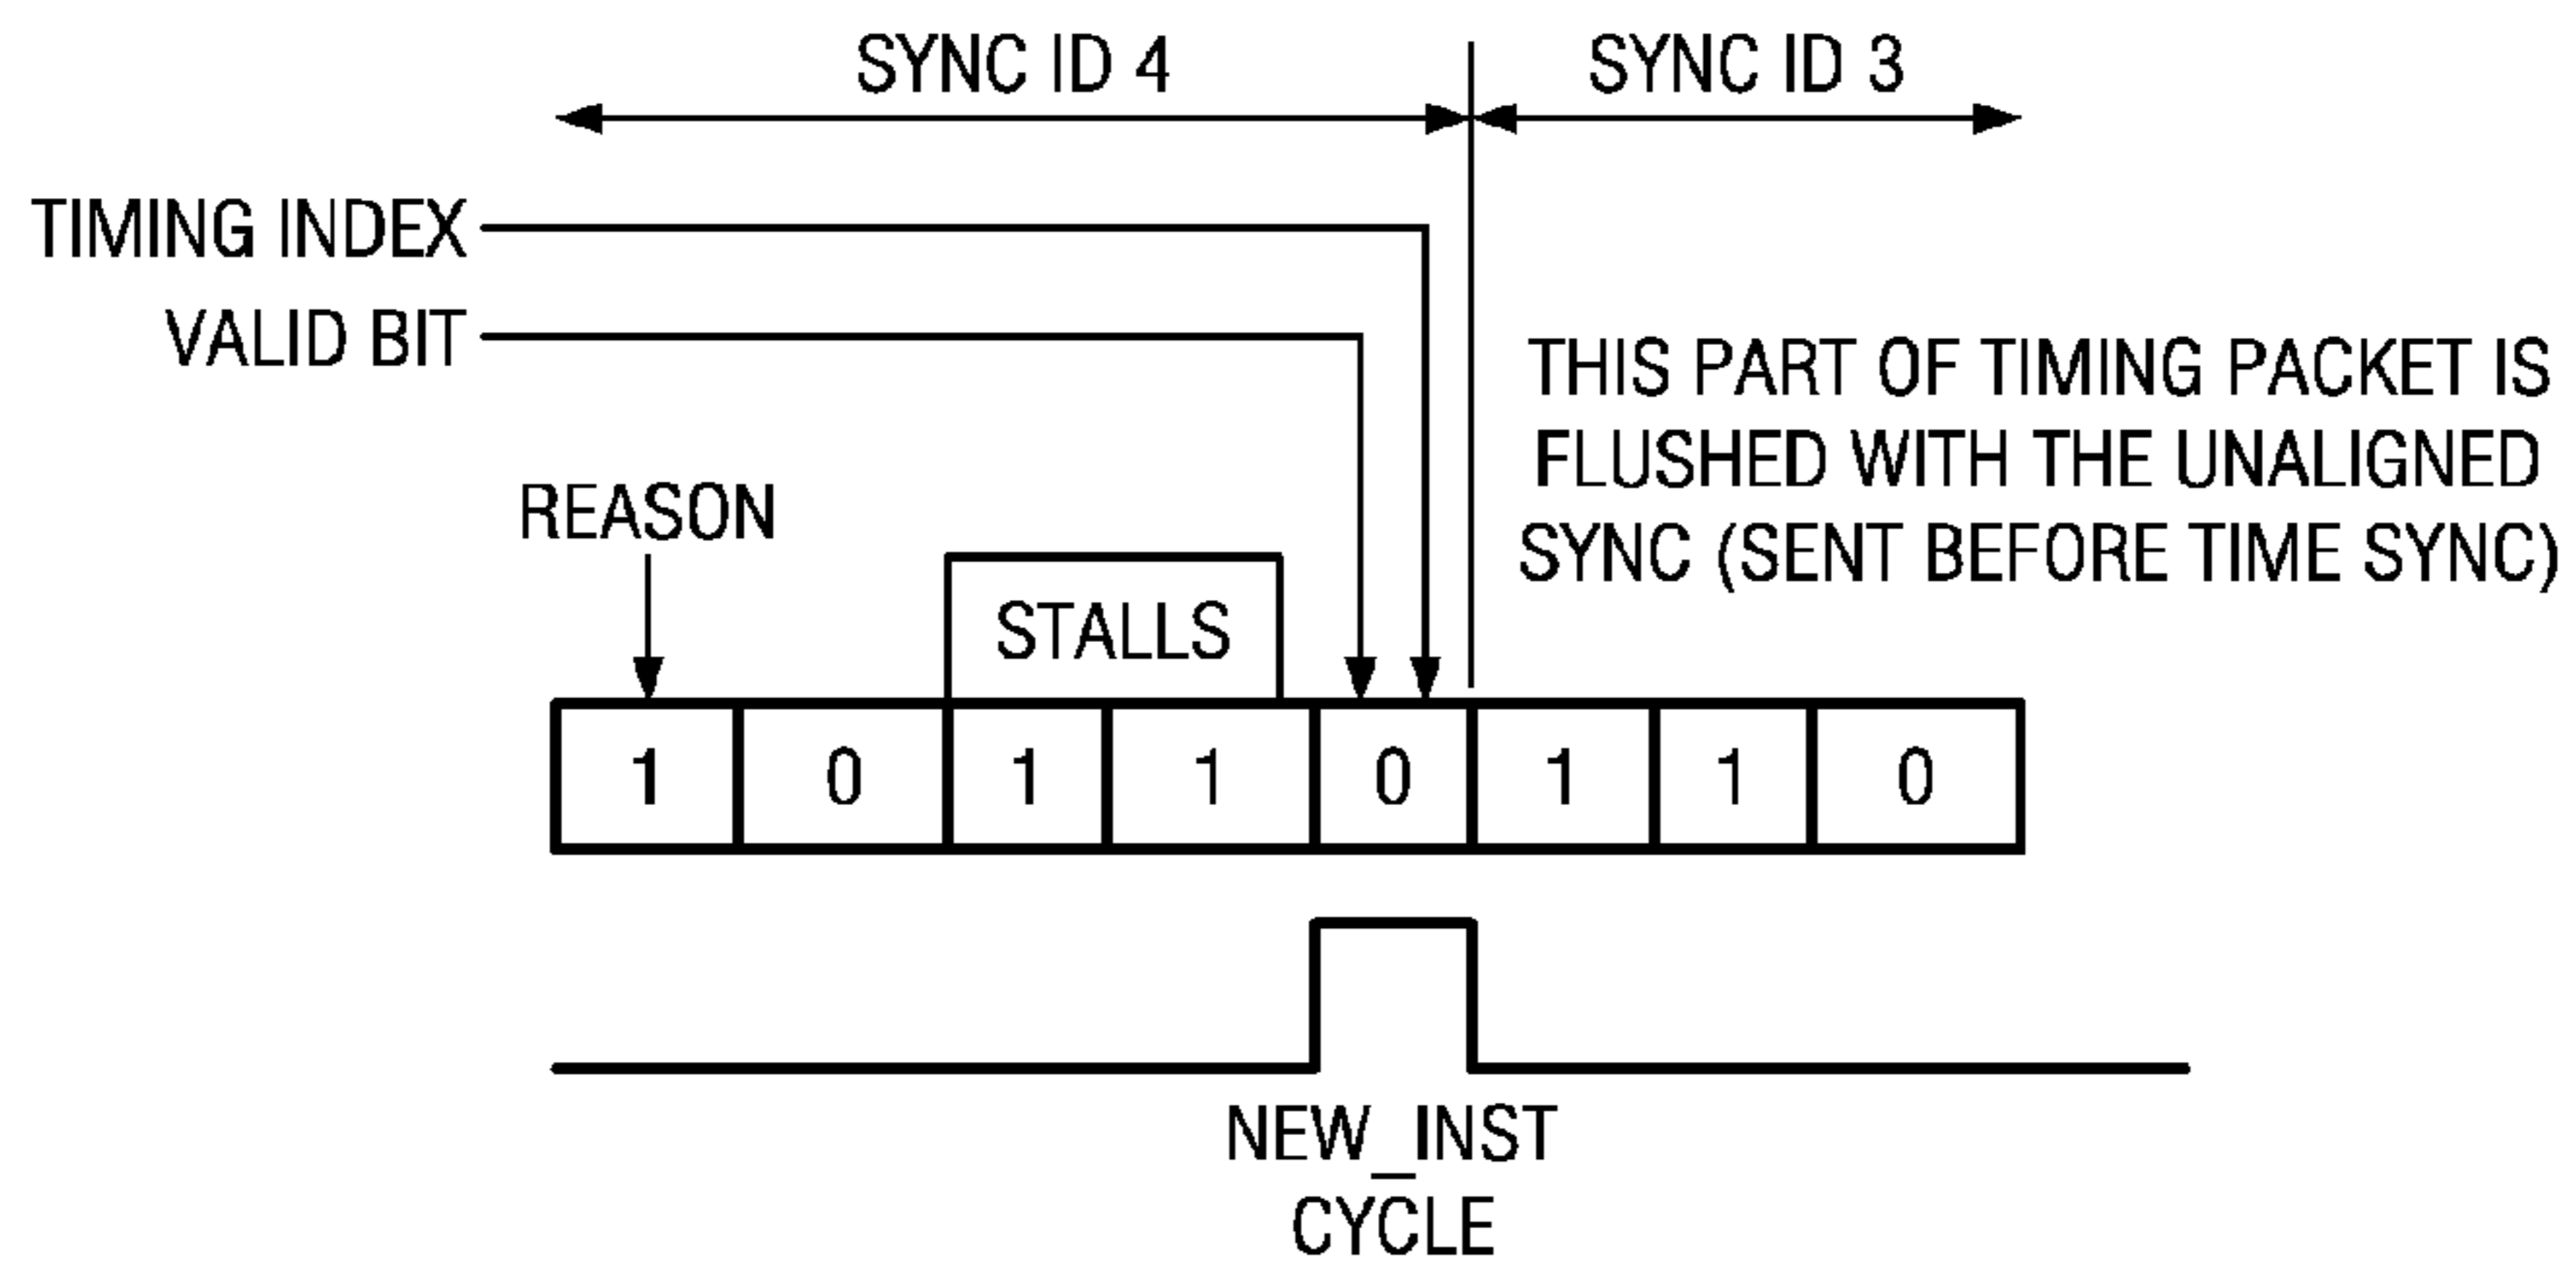 SYNC ID 4
SYNC ID 3
TIMING INDEX
VALID BIT
THIS PART OF TIMING PACKET IS
FLUSHED WITH THE UNALIGNED
SYNC (SENT BEFORE TIME SYNC)
REASON
STALLS
1 0 1 1 0 1 1 0
NEW_INST
CYCLE